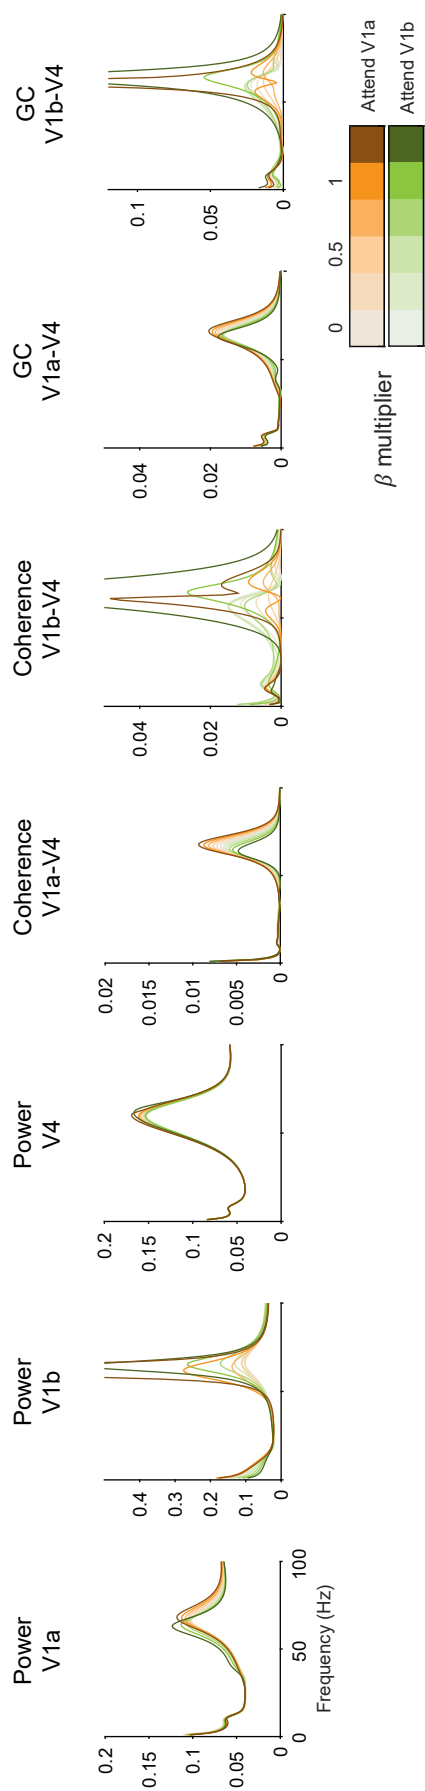 Power
V1a
0.2
0.15
0.1
0.05
0
0
50
100
Frequency (Hz)
Power
V1b
0.4
0.3
0.2
0.1
0
Power
V4
0.2
0.15
0.1
0.05
0
Coherence
V1a-V4
0.02
0.015
0.01
0.005
0
Coherence
V1b-V4
0.04
0.02
0
GC
V1a-V4
0.04
0.02
0
GC
V1b-V4
0.1
0.05
0
β multiplier
0
0.5
1
Attend V1a
Attend V1b